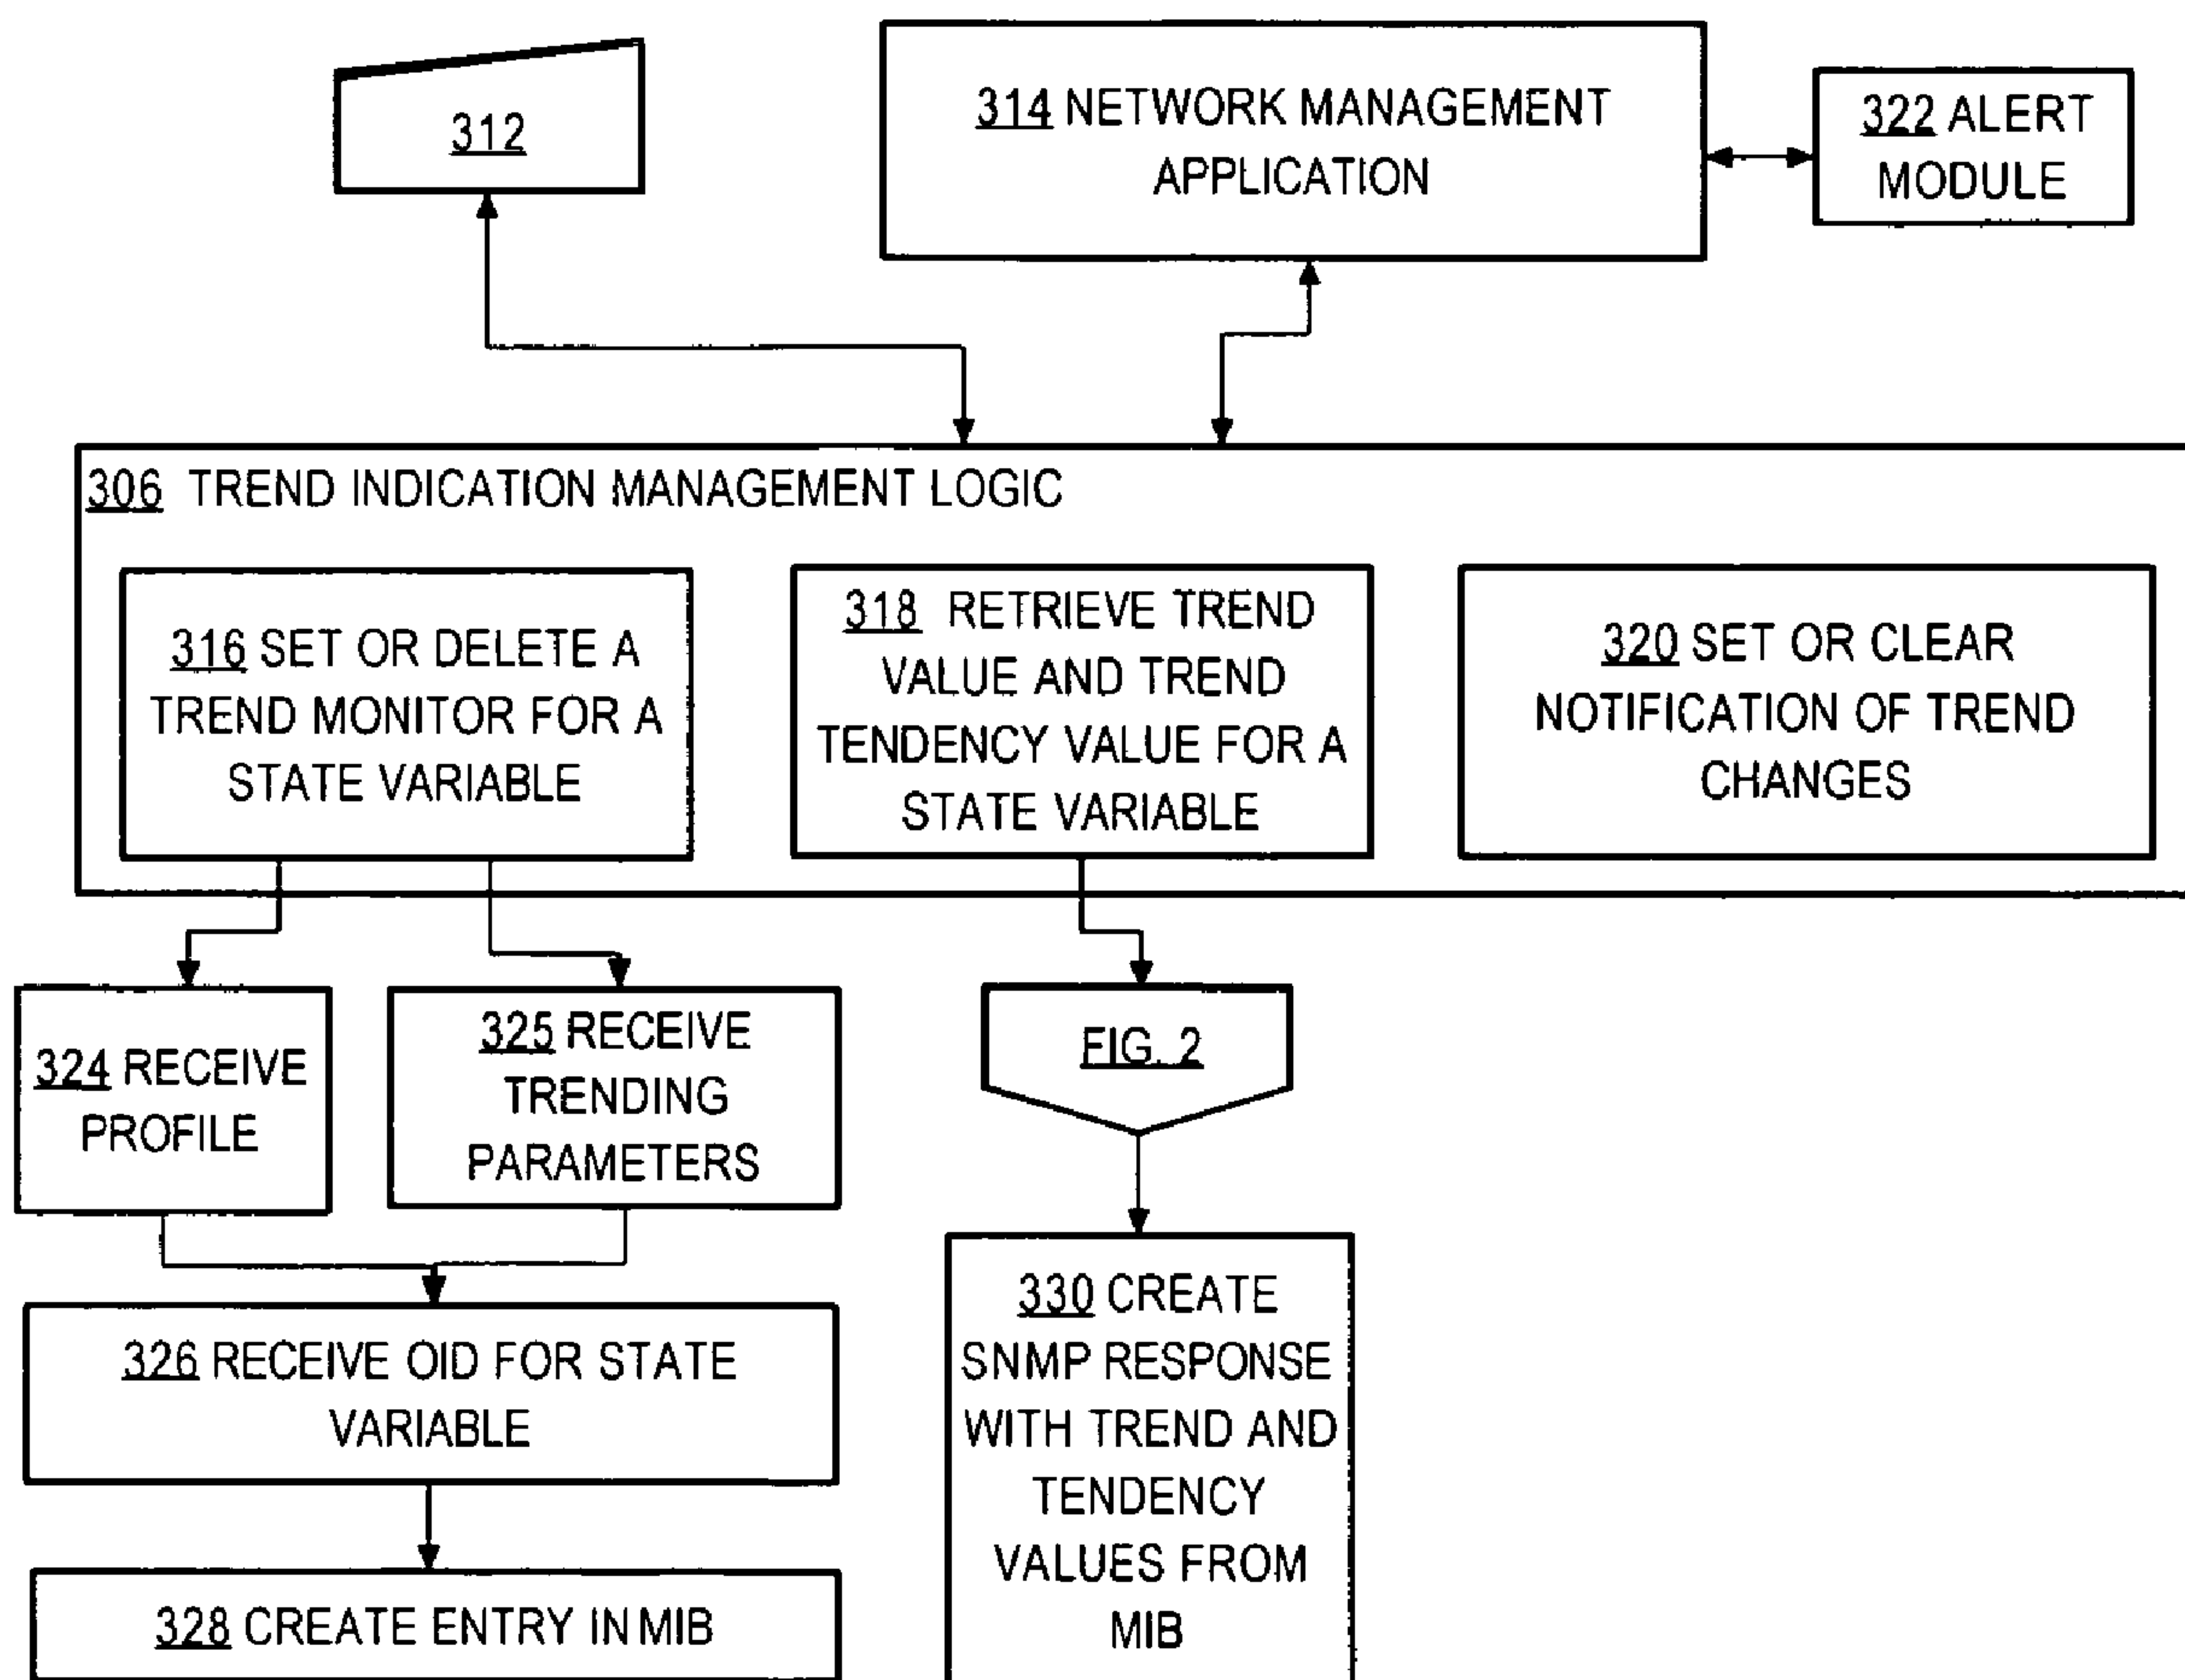 312
314 NETWORK MANAGEMENT
APPLICATION
322 ALERT
MODULE
306 TREND INDICATION MANAGEMENT LOGIC
316 SET OR DELETE A
TREND MONITOR FOR A
STATE VARIABLE
318 RETRIEVE TREND
VALUE AND TREND
TENDENCY VALUE FOR A
STATE VARIABLE
320 SET OR CLEAR
NOTIFICATION OF TREND
CHANGES
324 RECEIVE
PROFILE
325 RECEIVE
TRENDING
PARAMETERS
FIG. 2
326 RECEIVE OID FOR STATE
VARIABLE
328 CREATE ENTRY IN MIB
330 CREATE
SNMP RESPONSE
WITH TREND AND
TENDENCY
VALUES FROM
MIB